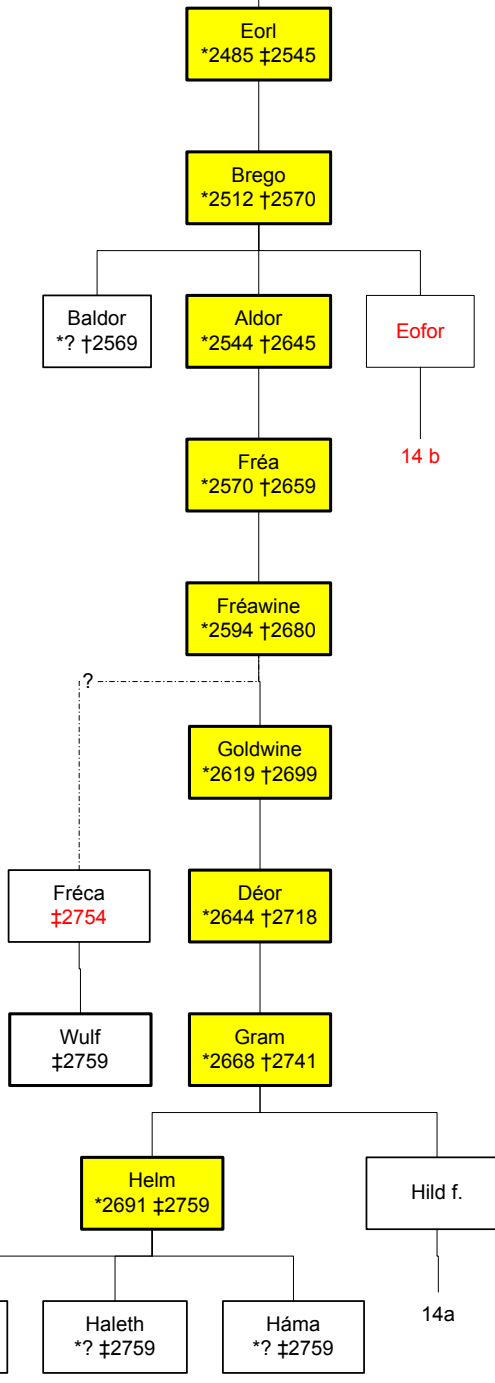 Eorl
*2485 ‡2545
Brego
*2512 †2570
Baldor
*? †2569
Aldor
*2544 †2645
Eofor
14 b
Fréa
*2570 †2659
Fréawine
*2594 †2680
?
Goldwine
*2619 †2699
Fréca
‡2754
Déor
*2644 †2718
Wulf
‡2759
Gram
*2668 †2741
Helm
*2691 ‡2759
Hild f.
14a
Haleth
*? ‡2759
Háma
*? ‡2759